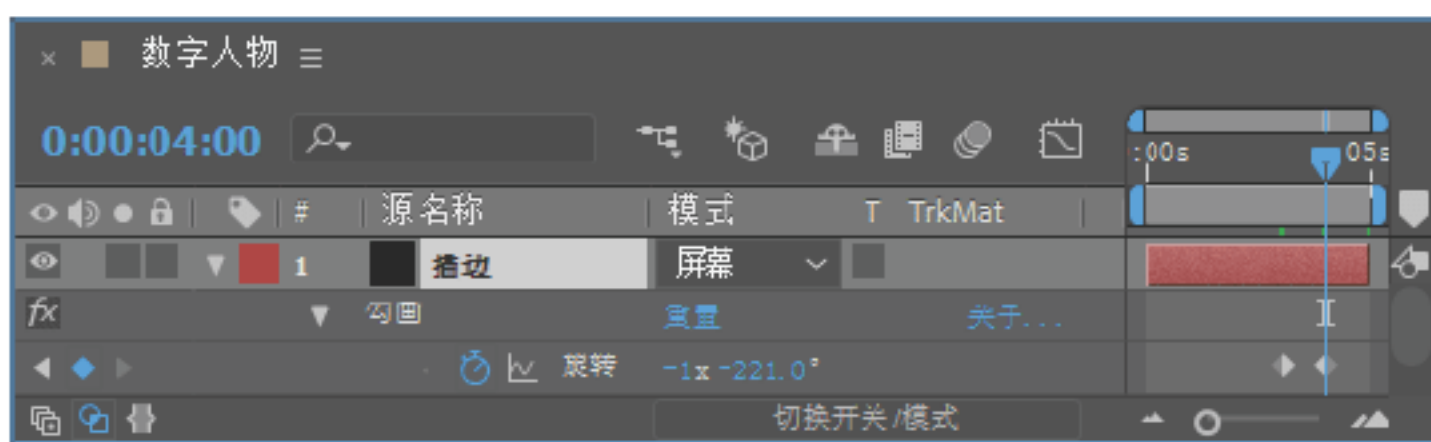 数字人物
0:00:04:00
:00s 05s
# 源名称 模式 T TrkMat
1 描边 屏幕
fx 勾画 重置 关于...
旋转 -1x-221.0°
切换开关/模式